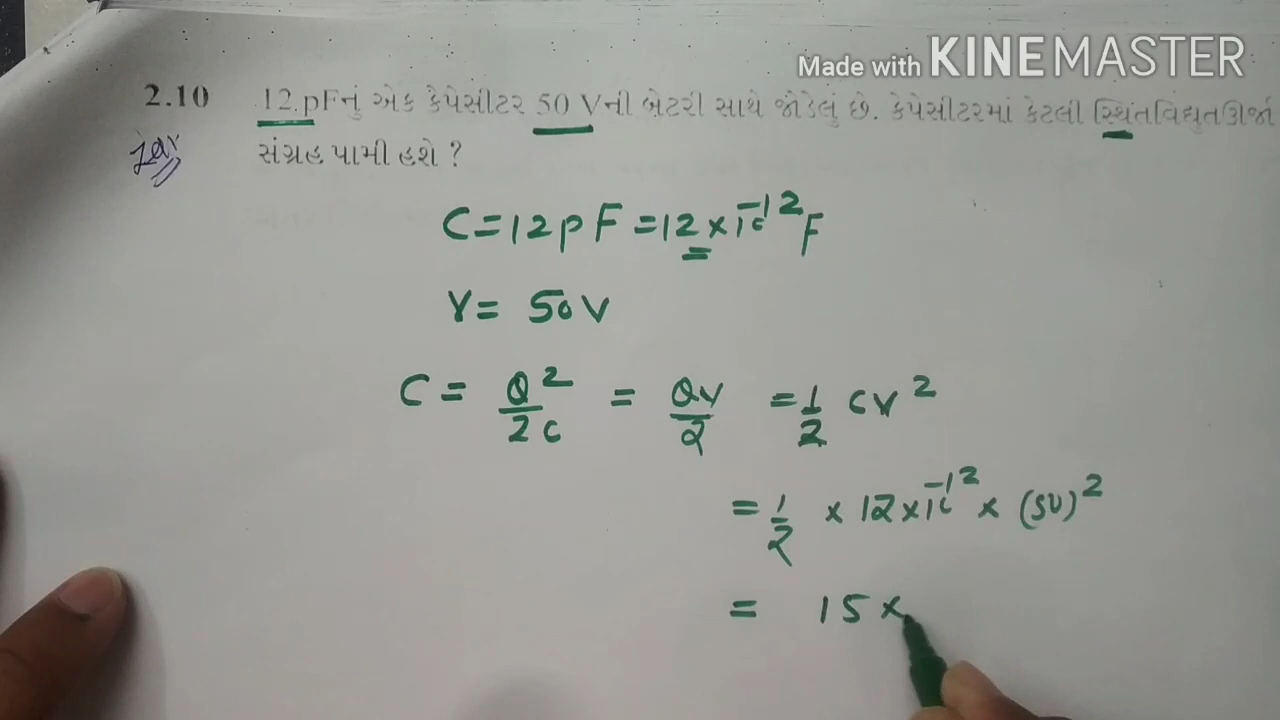 Made with KINEMASTER
2.10 12 pFનું એક કેપેસીટર 50 Vની બેટરી સાથે જોડેલું છે. કેપેસીટરમાં કેટલી સ્થિતવિદ્યુતઊર્જા
સંગ્રહ પામી હશે ?
C = 12 pF = 12 × 10⁻¹² F
V = 50 V
C = Q²/2C = QV/2 = 1/2 CV²
= 1/2 × 12 × 10⁻¹² × (50)²
= 15 ×